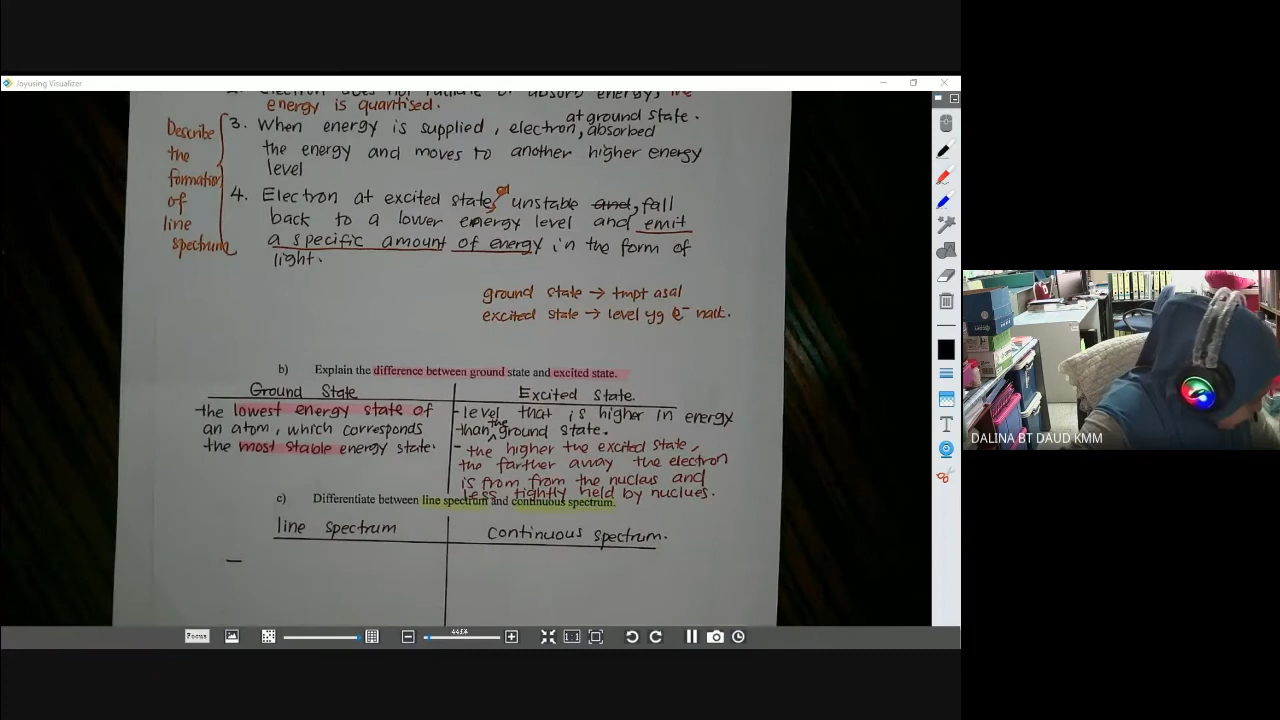 Joyusing Visualizer
energy is quantised.
at ground state.
3. When energy is supplied, electron, absorbed
the energy and moves to another higher energy
level
Describe
the
formation
of
line
spectrum
4. Electron at excited state, unstable and, fall
back to a lower energy level and emit
a specific amount of energy in the form of
light.
ground state → tmpt asal
excited state → level yg e⁻ naik.
b) Explain the difference between ground state and excited state.
Ground State
the lowest energy state of
an atom, which corresponds
the most stable energy state.
Excited State.
- level that is higher in energy
than the ground state.
- the higher the excited state,
the farther away the electron
is from from the nuclas and
less tightly held by nuclues.
c) Differentiate between line spectrum and continuous spectrum.
line spectrum
continuous spectrum.
DALINA BT DAUD KMM
Focus
1:1
T